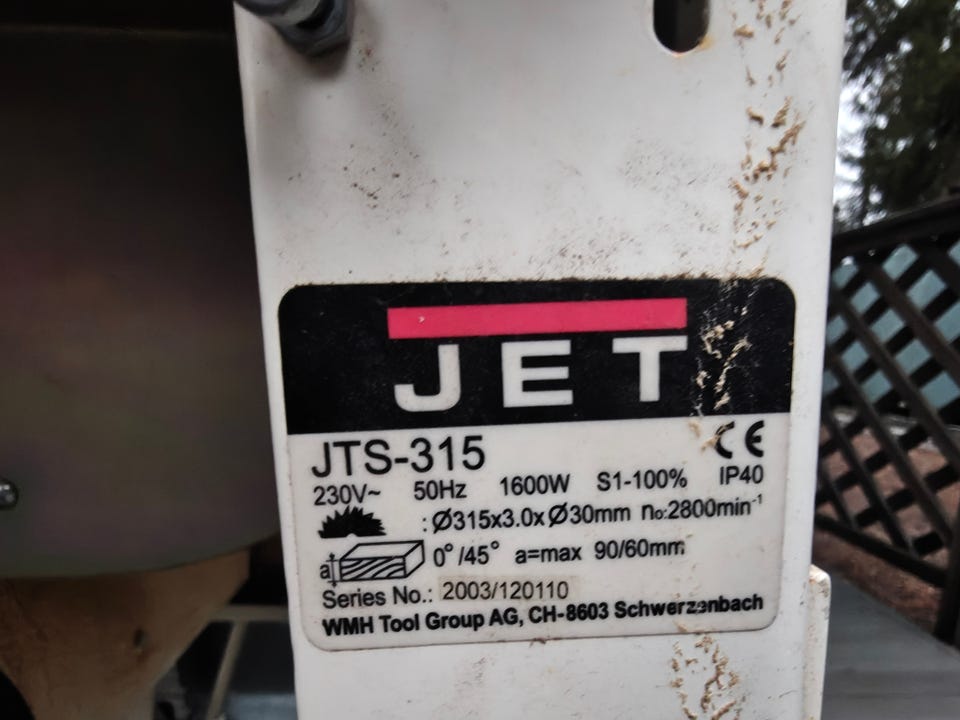 JET
JTS-315
CE
230V~ 50Hz 1600W S1-100% IP40
: Ø315x3.0xØ30mm n₀:2800min⁻¹
a 0°/45° a=max 90/60mm
Series No.: 2003/120110
WMH Tool Group AG, CH-8603 Schwerzenbach